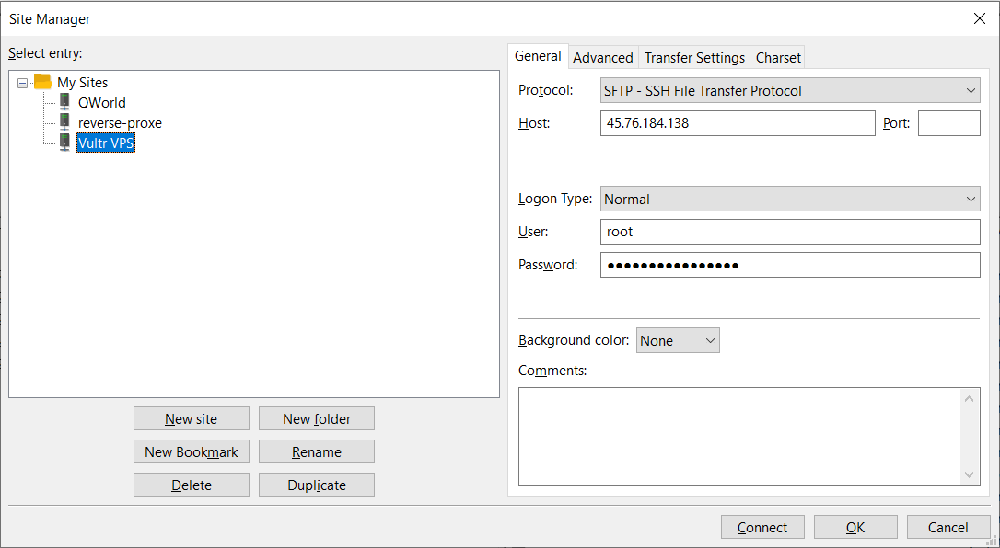 Site Manager
Select entry:
My Sites
QWorld
reverse-proxe
Vultr VPS
New site
New folder
New Bookmark
Rename
Delete
Duplicate
General
Advanced
Transfer Settings
Charset
Protocol:
SFTP - SSH File Transfer Protocol
Host:
45.76.184.138
Port:
Logon Type:
Normal
User:
root
Password:
●●●●●●●●●●●●●●●●
Background color:
None
Comments:
Connect
OK
Cancel